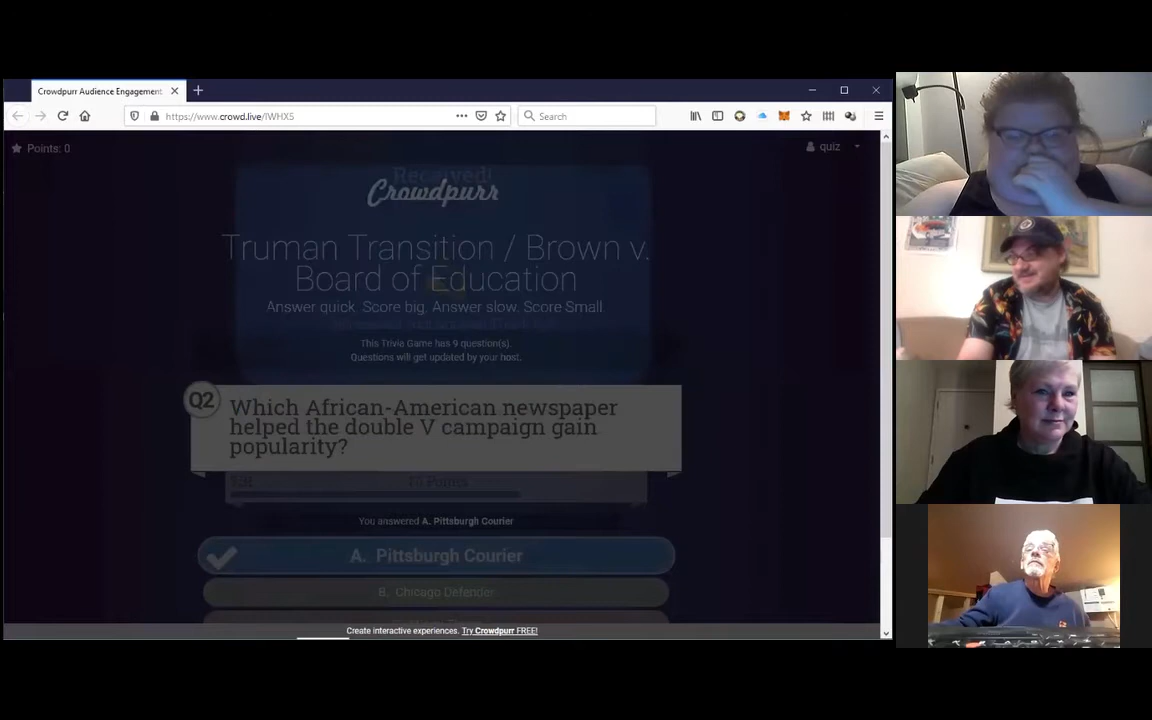 Crowdpurr Audience Engagement
https://www.crowd.live/IWHX5
Search
Points: 0
quiz
Received!
Crowdpurr
Truman Transition / Brown v.
Board of Education
Answer quick. Score big. Answer slow. Score Small
This Trivia Game has 9 question(s).
Questions will get updated by your host.
Q2
Which African-American newspaper
helped the double V campaign gain
popularity?
Points
You answered A. Pittsburgh Courier
A. Pittsburgh Courier
B. Chicago Defender
Create interactive experiences. Try Crowdpurr FREE!